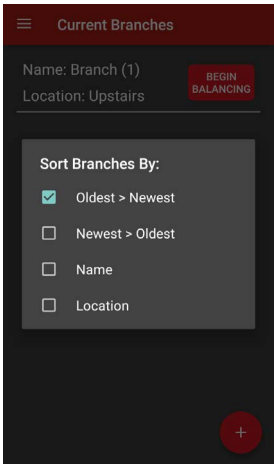 Current Branches
Name: Branch (1)
Location: Upstairs
BEGIN
BALANCING
Sort Branches By:
Oldest > Newest
Newest > Oldest
Name
Location
+